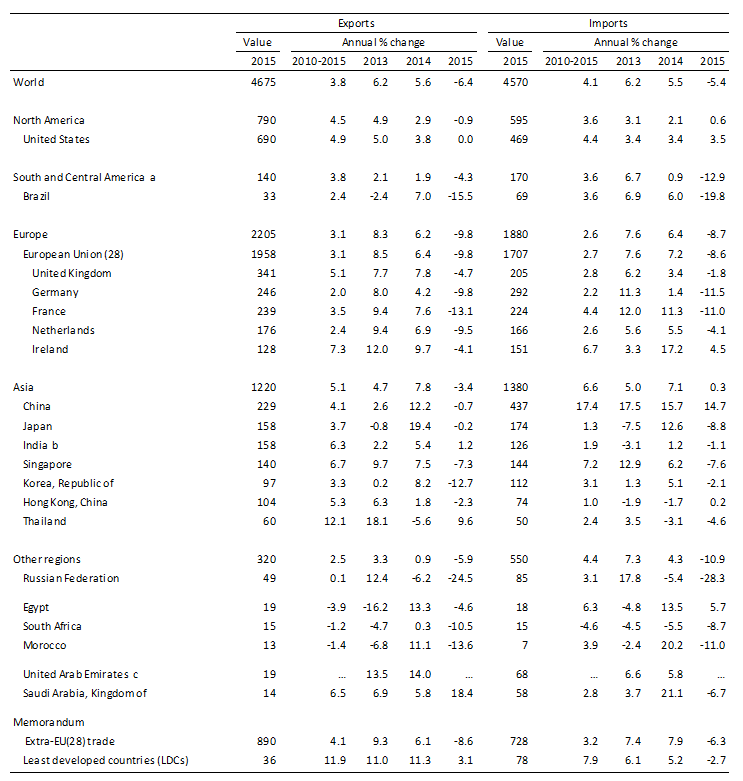 Exports Imports
Value Annual % change Value Annual % change
2015 2010-2015 2013 2014 2015 2015 2010-2015 2013 2014 2015
World 4675 3.8 6.2 5.6 -6.4 4570 4.1 6.2 5.5 -5.4
North America 790 4.5 4.9 2.9 -0.9 595 3.6 3.1 2.1 0.6
United States 690 4.9 5.0 3.8 0.0 469 4.4 3.4 3.4 3.5
South and Central America a 140 3.8 2.1 1.9 -4.3 170 3.6 6.7 0.9 -12.9
Brazil 33 2.4 -2.4 7.0 -15.5 69 3.6 6.9 6.0 -19.8
Europe 2205 3.1 8.3 6.2 -9.8 1880 2.6 7.6 6.4 -8.7
European Union (28) 1958 3.1 8.5 6.4 -9.8 1707 2.7 7.6 7.2 -8.6
United Kingdom 341 5.1 7.7 7.8 -4.7 205 2.8 6.2 3.4 -1.8
Germany 246 2.0 8.0 4.2 -9.8 292 2.2 11.3 1.4 -11.5
France 239 3.5 9.4 7.6 -13.1 224 4.4 12.0 11.3 -11.0
Netherlands 176 2.4 9.4 6.9 -9.5 166 2.6 5.6 5.5 -4.1
Ireland 128 7.3 12.0 9.7 -4.1 151 6.7 3.3 17.2 4.5
Asia 1220 5.1 4.7 7.8 -3.4 1380 6.6 5.0 7.1 0.3
China 229 4.1 2.6 12.2 -0.7 437 17.4 17.5 15.7 14.7
Japan 158 3.7 -0.8 19.4 -0.2 174 1.3 -7.5 12.6 -8.8
India b 158 6.3 2.2 5.4 1.2 126 1.9 -3.1 1.2 -1.1
Singapore 140 6.7 9.7 7.5 -7.3 144 7.2 12.9 6.2 -7.6
Korea, Republic of 97 3.3 0.2 8.2 -12.7 112 3.1 1.3 5.1 -2.1
Hong Kong, China 104 5.3 6.3 1.8 -2.3 74 1.0 -1.9 -1.7 0.2
Thailand 60 12.1 18.1 -5.6 9.6 50 2.4 3.5 -3.1 -4.6
Other regions 320 2.5 3.3 0.9 -5.9 550 4.4 7.3 4.3 -10.9
Russian Federation 49 0.1 12.4 -6.2 -24.5 85 3.1 17.8 -5.4 -28.3
Egypt 19 -3.9 -16.2 13.3 -4.6 18 6.3 -4.8 13.5 5.7
South Africa 15 -1.2 -4.7 0.3 -10.5 15 -4.6 -4.5 -5.5 -8.7
Morocco 13 -1.4 -6.8 11.1 -13.6 7 3.9 -2.4 20.2 -11.0
United Arab Emirates c 19 ... 13.5 14.0 ... 68 ... 6.6 5.8 ...
Saudi Arabia, Kingdom of 14 6.5 6.9 5.8 18.4 58 2.8 3.7 21.1 -6.7
Memorandum
Extra-EU(28) trade 890 4.1 9.3 6.1 -8.6 728 3.2 7.4 7.9 -6.3
Least developed countries (LDCs) 36 11.9 11.0 11.3 3.1 78 7.9 6.1 5.2 -2.7